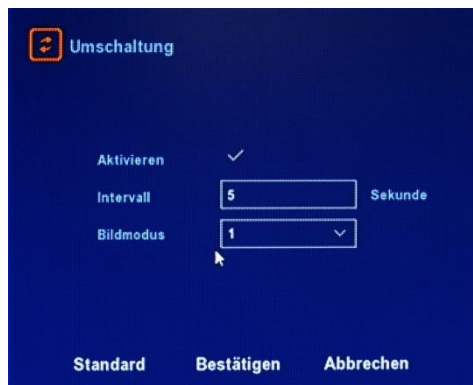 Umschaltung
Aktivieren
Intervall 5 Sekunde
Bildmodus 1
Standard Bestätigen Abbrechen